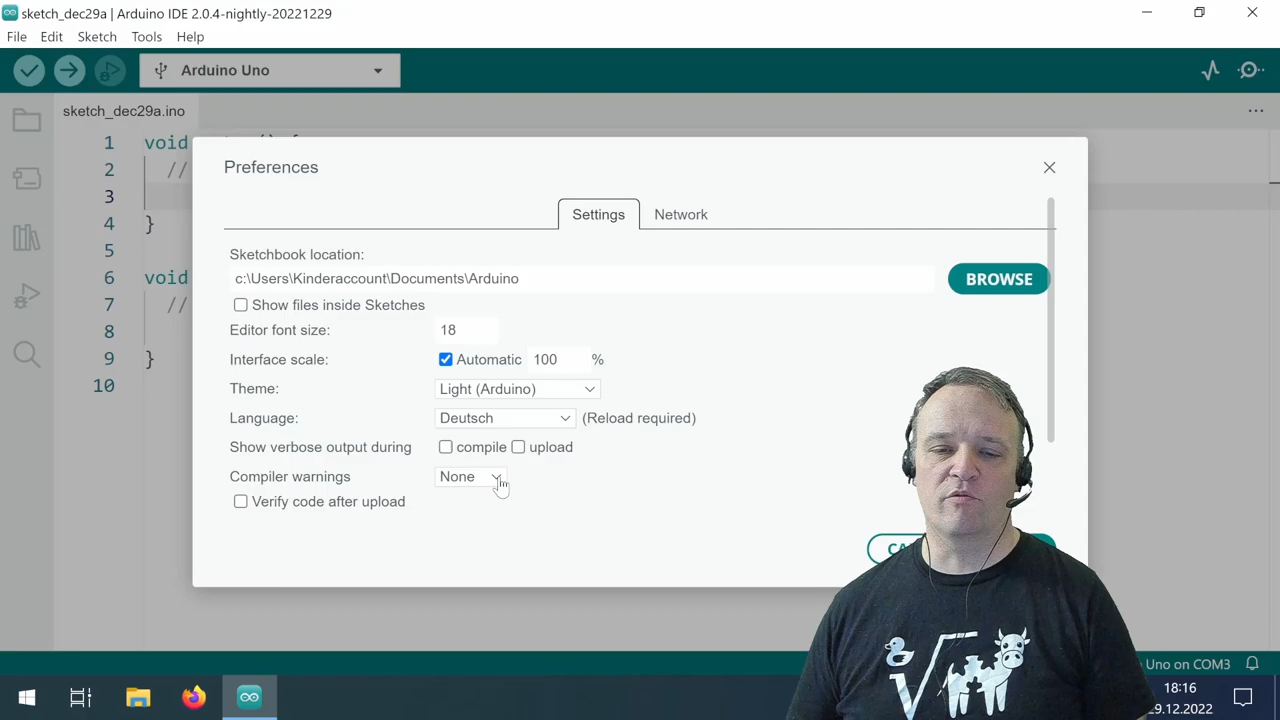 sketch_dec29a | Arduino IDE 2.0.4-nightly-20221229
File Edit Sketch Tools Help
Arduino Uno
sketch_dec29a.ino
1 void
2 //
3
4 }
5
6 void
7 //
8
9 }
10
Preferences
Settings Network
Sketchbook location:
c:\Users\Kinderaccount\Documents\Arduino
BROWSE
Show files inside Sketches
Editor font size: 18
Interface scale: Automatic 100 %
Theme: Light (Arduino)
Language: Deutsch (Reload required)
Show verbose output during compile upload
Compiler warnings None
Verify code after upload
Uno on COM3
18:16
29.12.2022